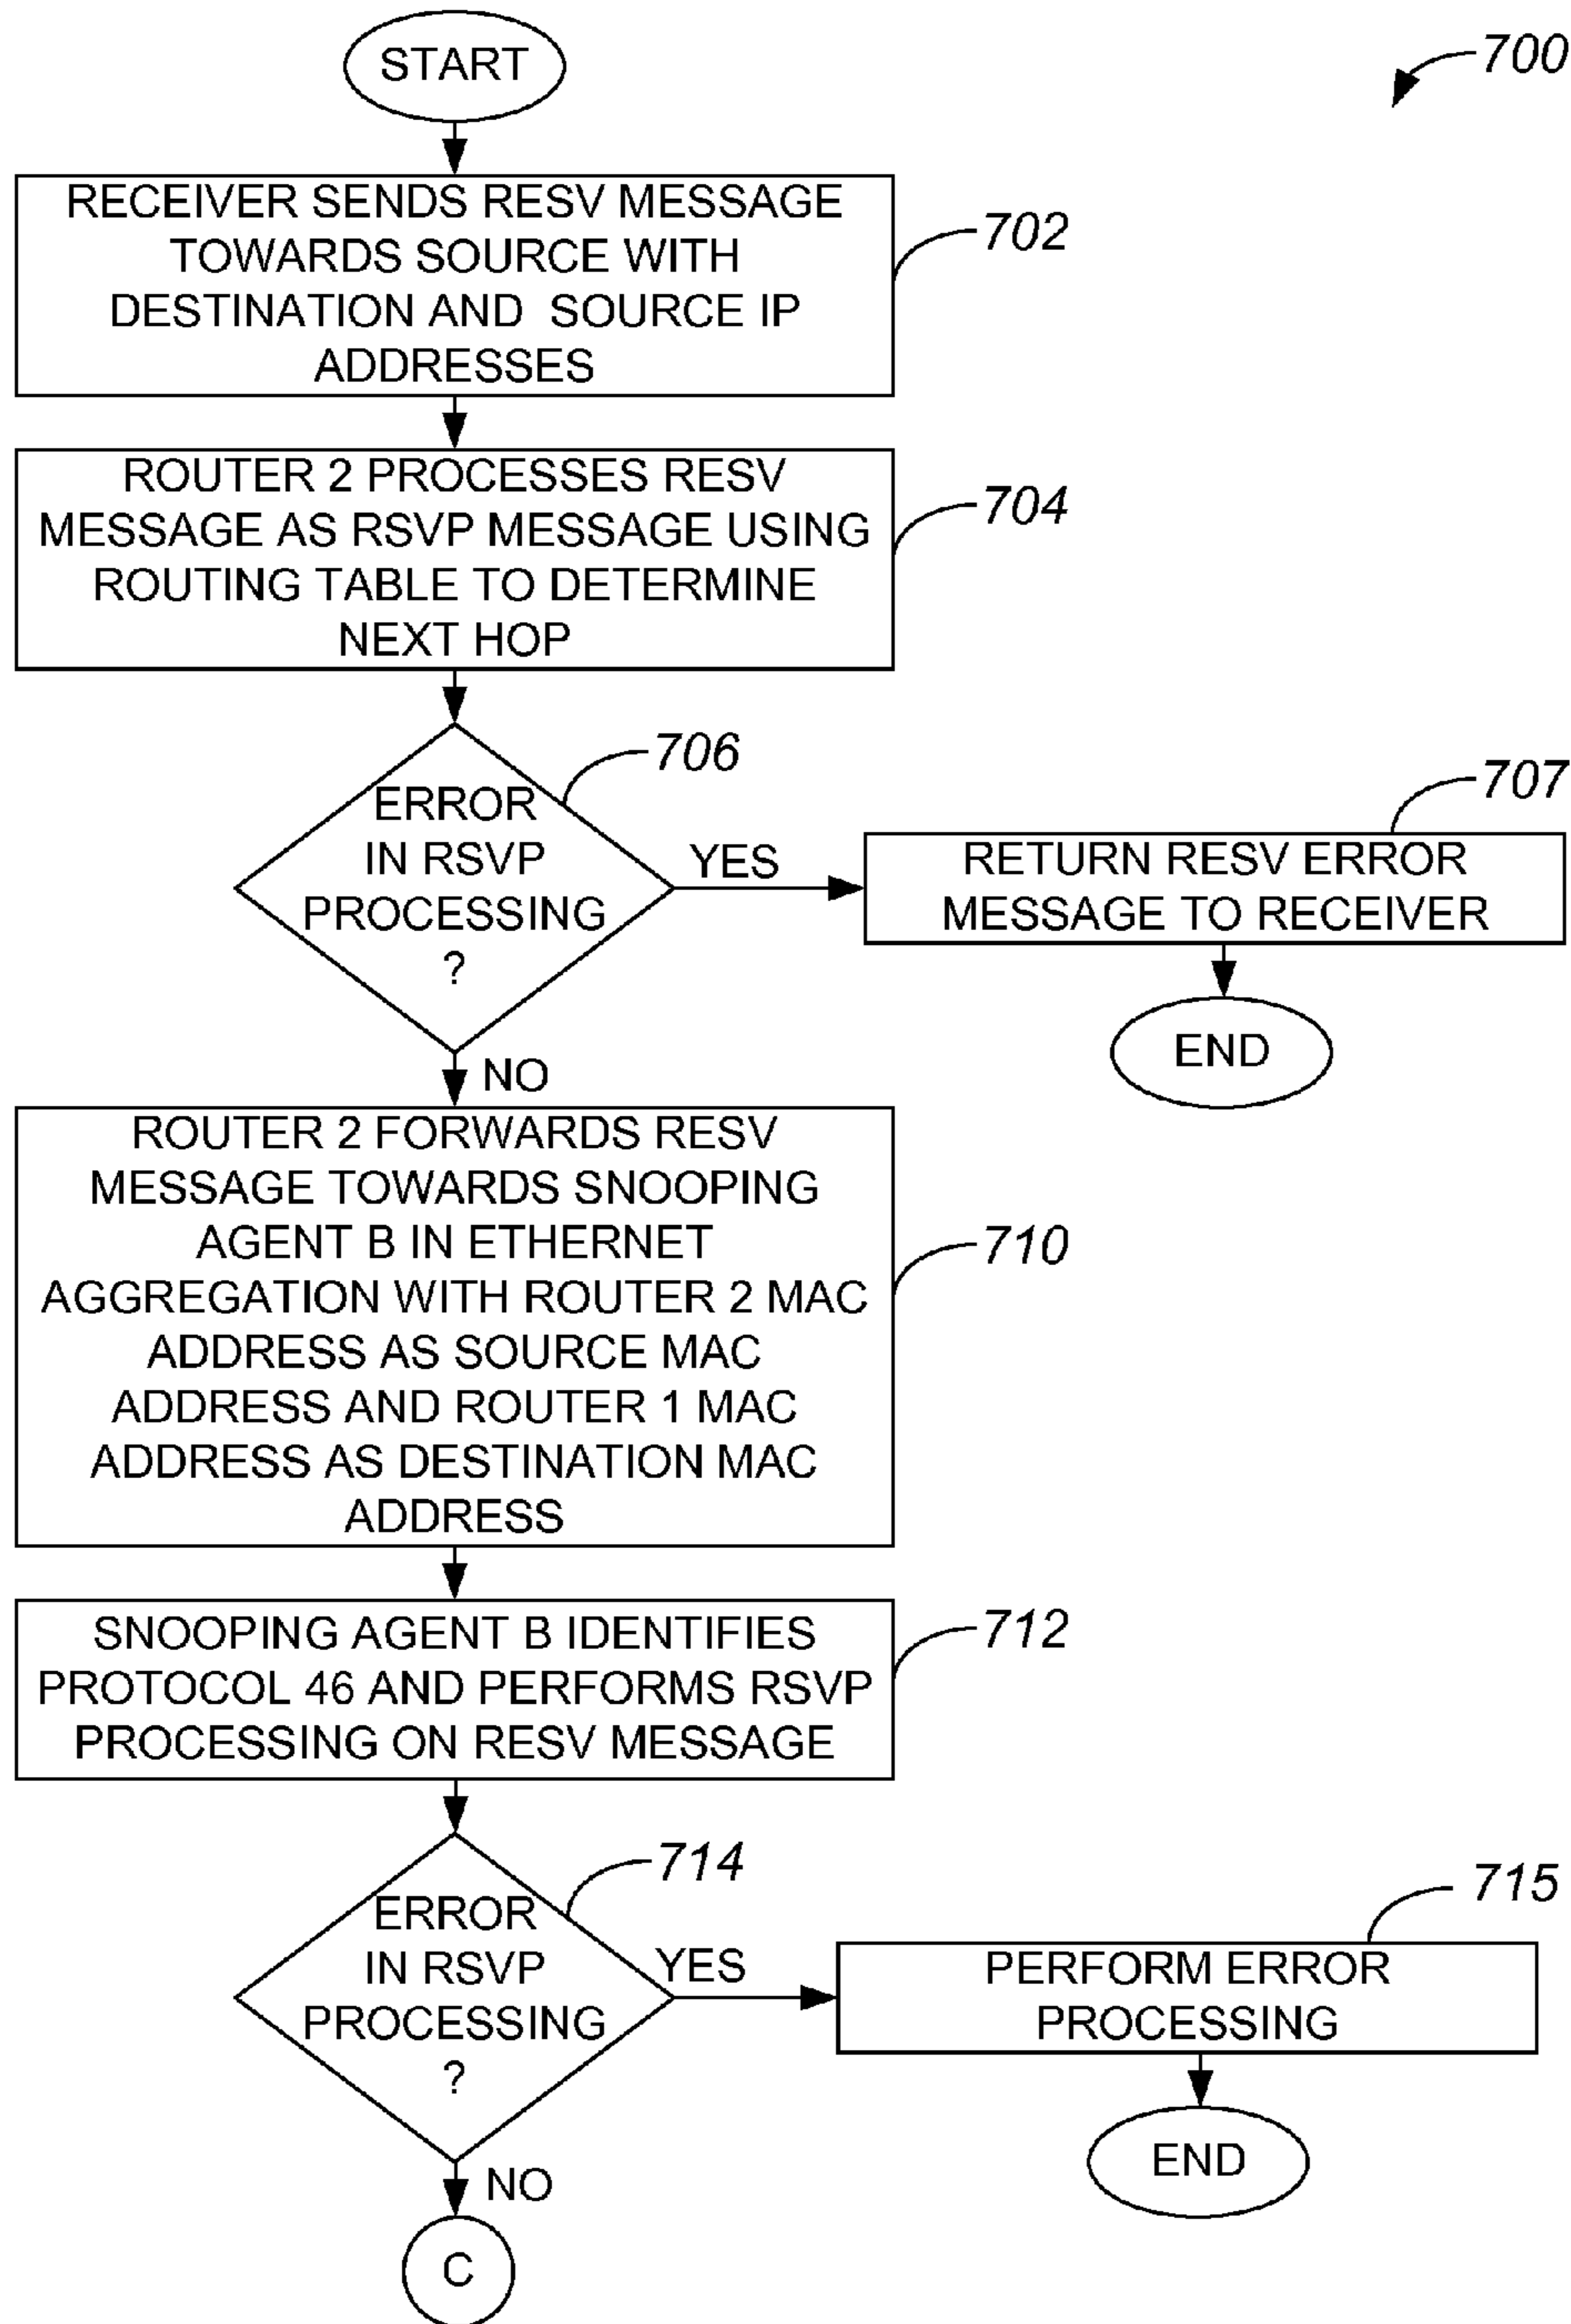 START
700
RECEIVER SENDS RESV MESSAGE
TOWARDS SOURCE WITH
DESTINATION AND SOURCE IP
ADDRESSES
702
ROUTER 2 PROCESSES RESV
MESSAGE AS RSVP MESSAGE USING
ROUTING TABLE TO DETERMINE
NEXT HOP
704
ERROR
IN RSVP
PROCESSING
?
706
YES
RETURN RESV ERROR
MESSAGE TO RECEIVER
707
END
NO
ROUTER 2 FORWARDS RESV
MESSAGE TOWARDS SNOOPING
AGENT B IN ETHERNET
AGGREGATION WITH ROUTER 2 MAC
ADDRESS AS SOURCE MAC
ADDRESS AND ROUTER 1 MAC
ADDRESS AS DESTINATION MAC
ADDRESS
710
SNOOPING AGENT B IDENTIFIES
PROTOCOL 46 AND PERFORMS RSVP
PROCESSING ON RESV MESSAGE
712
ERROR
IN RSVP
PROCESSING
?
714
YES
PERFORM ERROR
PROCESSING
715
END
NO
C